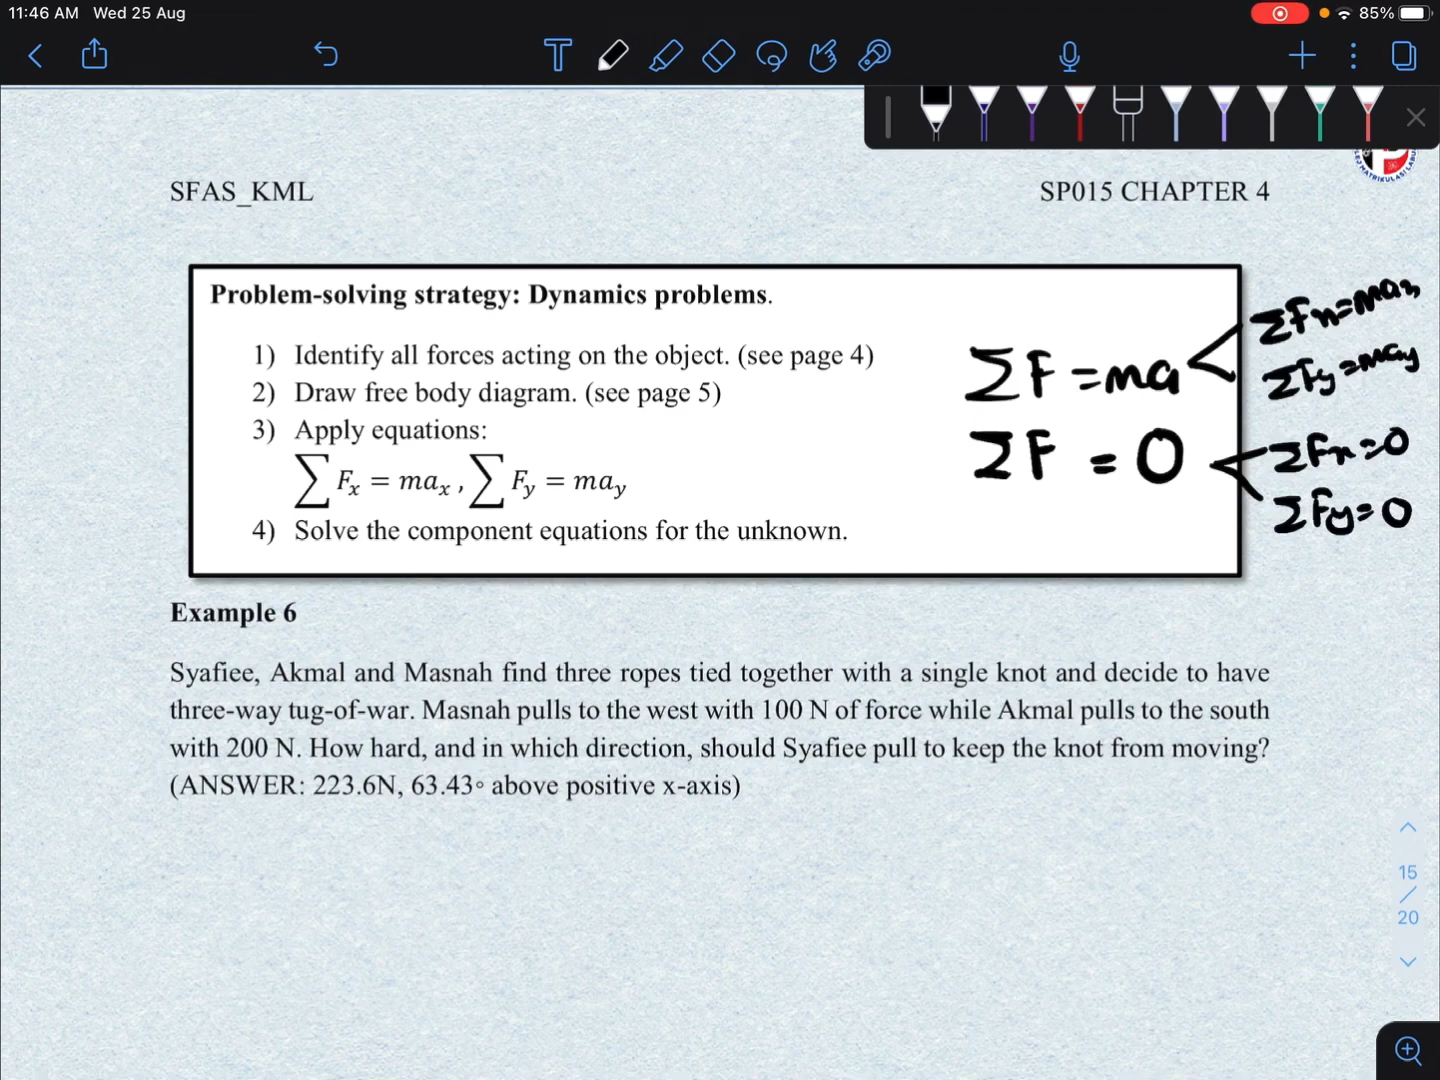 11:46 AM Wed 25 Aug
85%
SFAS_KML
SP015 CHAPTER 4
Problem-solving strategy: Dynamics problems.
1) Identify all forces acting on the object. (see page 4)
2) Draw free body diagram. (see page 5)
3) Apply equations:
∑ Fₓ = maₓ , ∑ F_y = ma_y
4) Solve the component equations for the unknown.
ΣF = ma
ΣFx = max
ΣFy = may
ΣF = 0
ΣFx = 0
ΣFy = 0
Example 6
Syafiee, Akmal and Masnah find three ropes tied together with a single knot and decide to have
three-way tug-of-war. Masnah pulls to the west with 100 N of force while Akmal pulls to the south
with 200 N. How hard, and in which direction, should Syafiee pull to keep the knot from moving?
(ANSWER: 223.6N, 63.43∘ above positive x-axis)
15
/
20